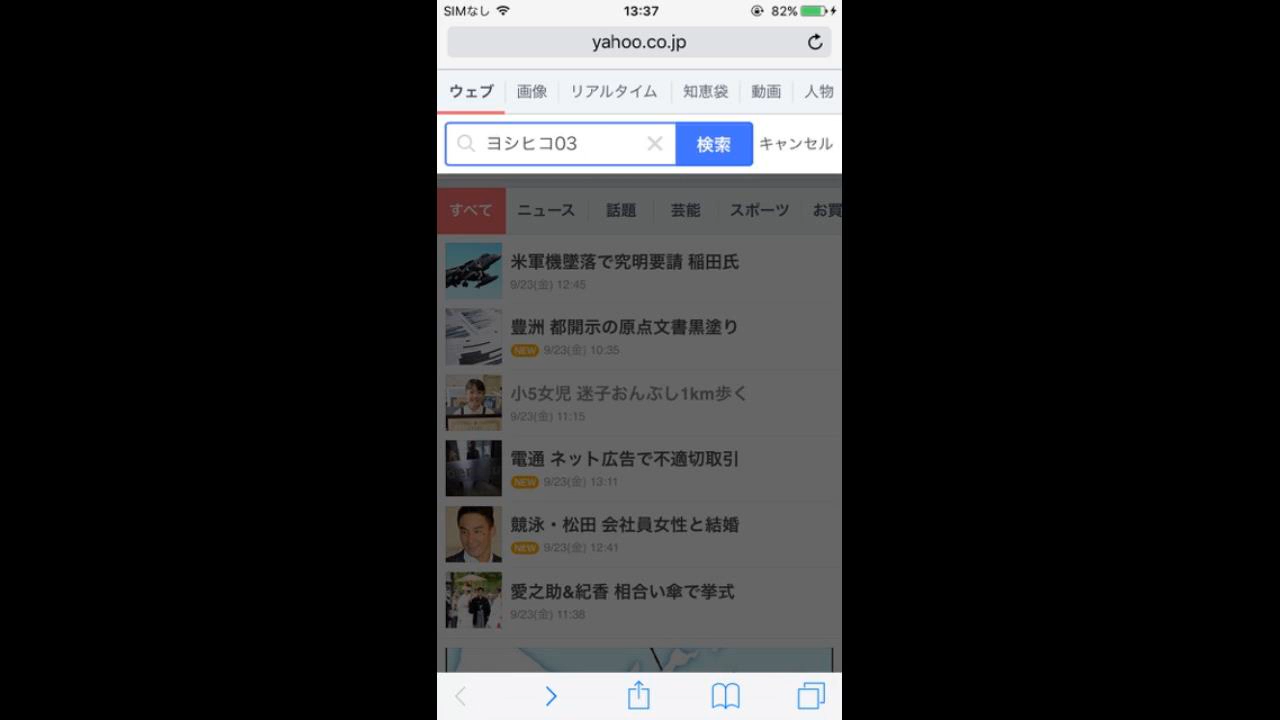 SIMなし 13:37 82%
yahoo.co.jp
ウェブ 画像 リアルタイム 知恵袋 動画 人物
ヨシヒコ03 検索 キャンセル
すべて ニュース 話題 芸能 スポーツ お買
米軍機墜落で究明要請 稲田氏
9/23(金) 12:45
豊洲 都開示の原点文書黒塗り
NEW 9/23(金) 10:35
小5女児 迷子おんぶし1km歩く
9/23(金) 11:15
電通 ネット広告で不適切取引
NEW 9/23(金) 13:11
競泳・松田 会社員女性と結婚
NEW 9/23(金) 12:41
愛之助&紀香 相合い傘で挙式
9/23(金) 11:38